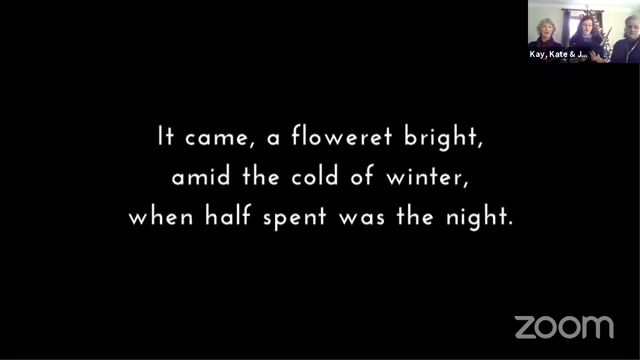 Kay, Kate & J...
It came, a floweret bright,
amid the cold of winter,
when half spent was the night.
zoom